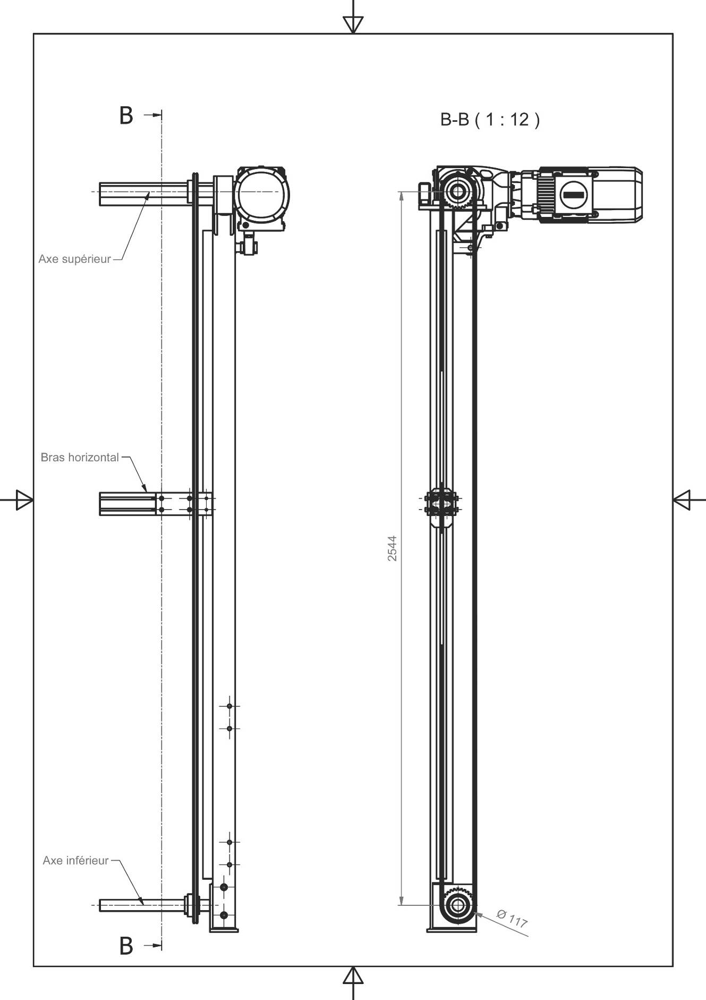 B
B-B ( 1 : 12 )
Axe supérieur
Bras horizontal
2544
Axe inférieur
Ø 117
B